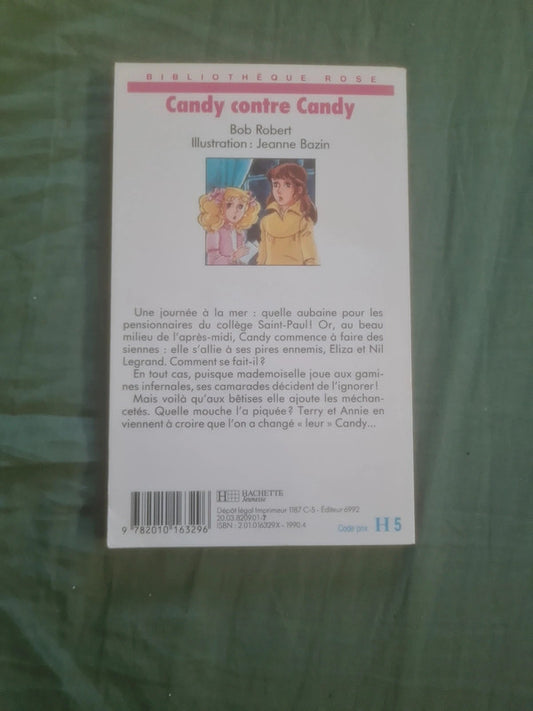 BIBLIOTHÈQUE ROSE
Candy contre Candy
Bob Robert
Illustration : Jeanne Bazin
Une journée à la mer : quelle aubaine pour les
pensionnaires du collège Saint-Paul! Or, au beau
milieu de l'après-midi, Candy commence à faire des
siennes : elle s'allie à ses pires ennemis, Eliza et Nil
Legrand. Comment se fait-il?
En tout cas, puisque mademoiselle joue aux gami-
nes infernales, ses camarades décident de l'ignorer!
Mais voilà qu'aux bêtises elle ajoute les méchan-
cetés. Quelle mouche l'a piquée? Terry et Annie en
viennent à croire que l'on a changé « leur » Candy...
H HACHETTE
Jeunesse
Dépôt légal Imprimeur 1187 C-5 - Éditeur 6992
20.03.8209.01-7
ISBN : 2.01.016329.X - 1990.4
9 782010 163296
Code prix H 5